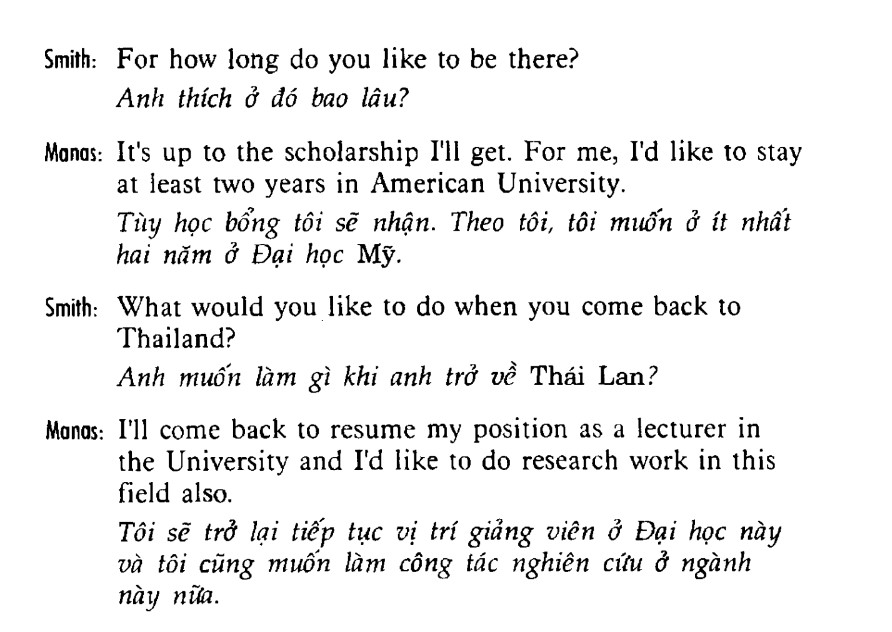 Smith: For how long do you like to be there?
Anh thích ở đó bao lâu?
Manas: It's up to the scholarship I'll get. For me, I'd like to stay
at least two years in American University.
Tùy học bổng tôi sẽ nhận. Theo tôi, tôi muốn ở ít nhất
hai năm ở Đại học Mỹ.
Smith: What would you like to do when you come back to
Thailand?
Anh muốn làm gì khi anh trở về Thái Lan?
Manas: I'll come back to resume my position as a lecturer in
the University and I'd like to do research work in this
field also.
Tôi sẽ trở lại tiếp tục vị trí giảng viên ở Đại học này
và tôi cũng muốn làm công tác nghiên cứu ở ngành
này nữa.